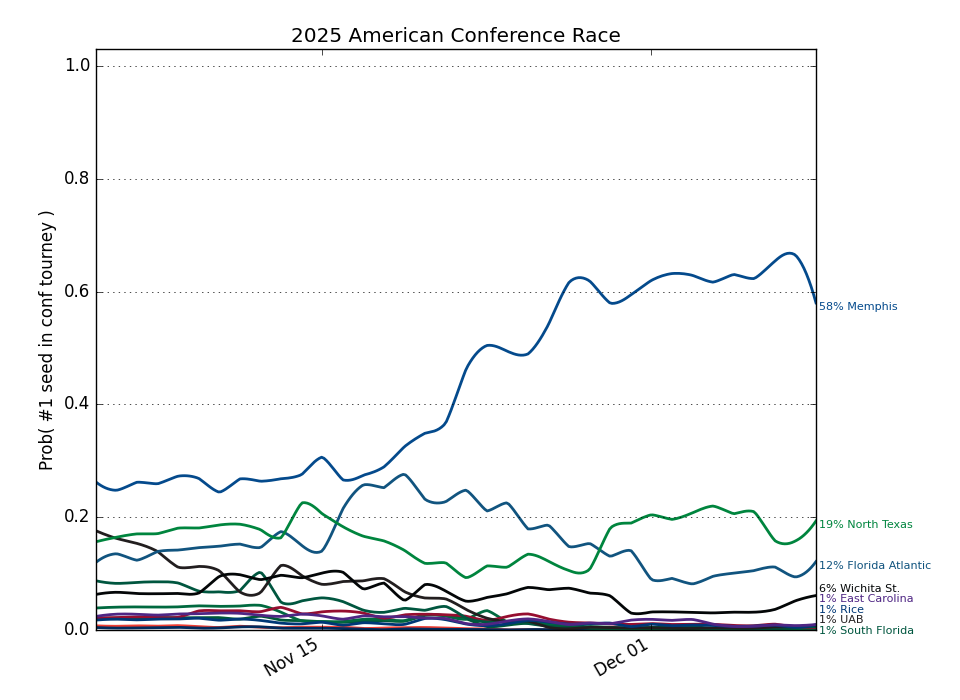 2025 American Conference Race
Prob( #1 seed in conf tourney )
1.0
0.8
0.6
0.4
0.2
0.0
Nov 15
Dec 01
58% Memphis
19% North Texas
12% Florida Atlantic
6% Wichita St.
1% East Carolina
1% Rice
1% UAB
1% South Florida